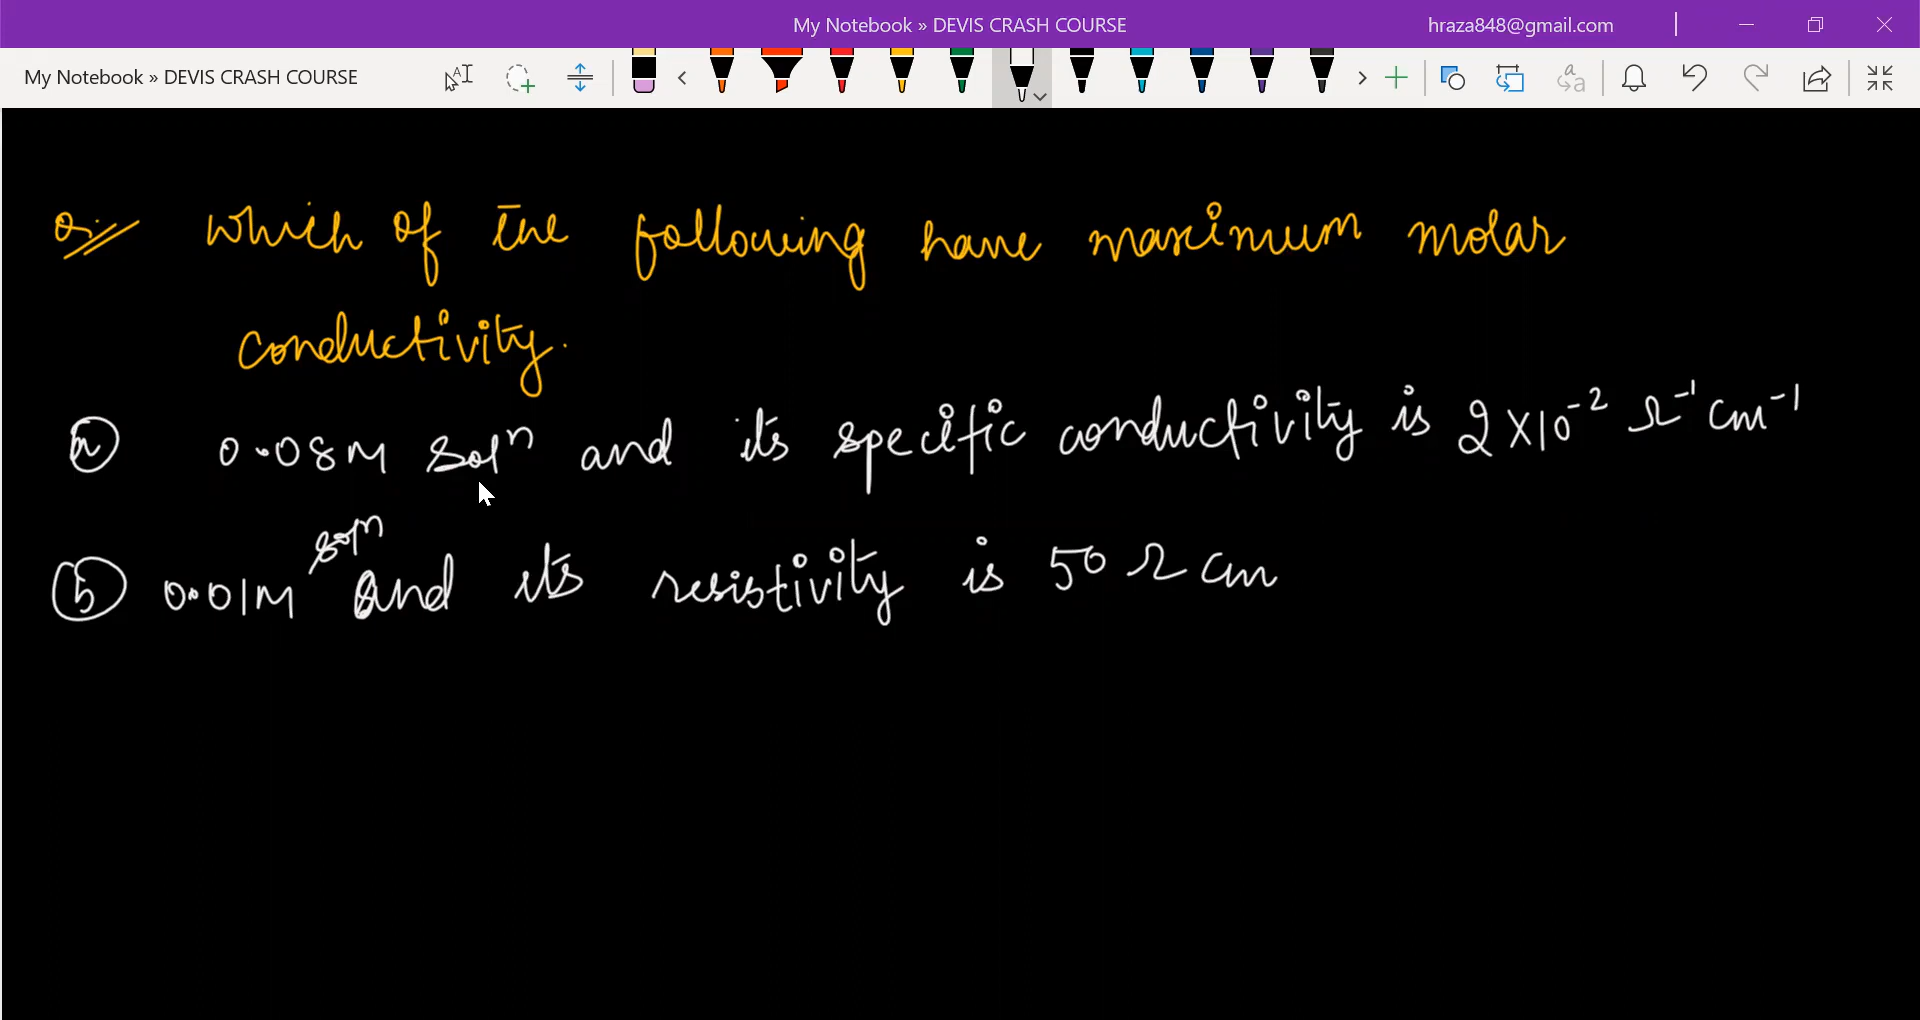 My Notebook » DEVIS CRASH COURSE
hraza848@gmail.com
My Notebook » DEVIS CRASH COURSE
Q. Which of the following have maximum molar
conductivity.
(a) 0.08M solⁿ and its specific conductivity is 2×10⁻² Ω⁻¹ cm⁻¹
(b) 0.01M solⁿ and its resistivity is 50 Ω cm